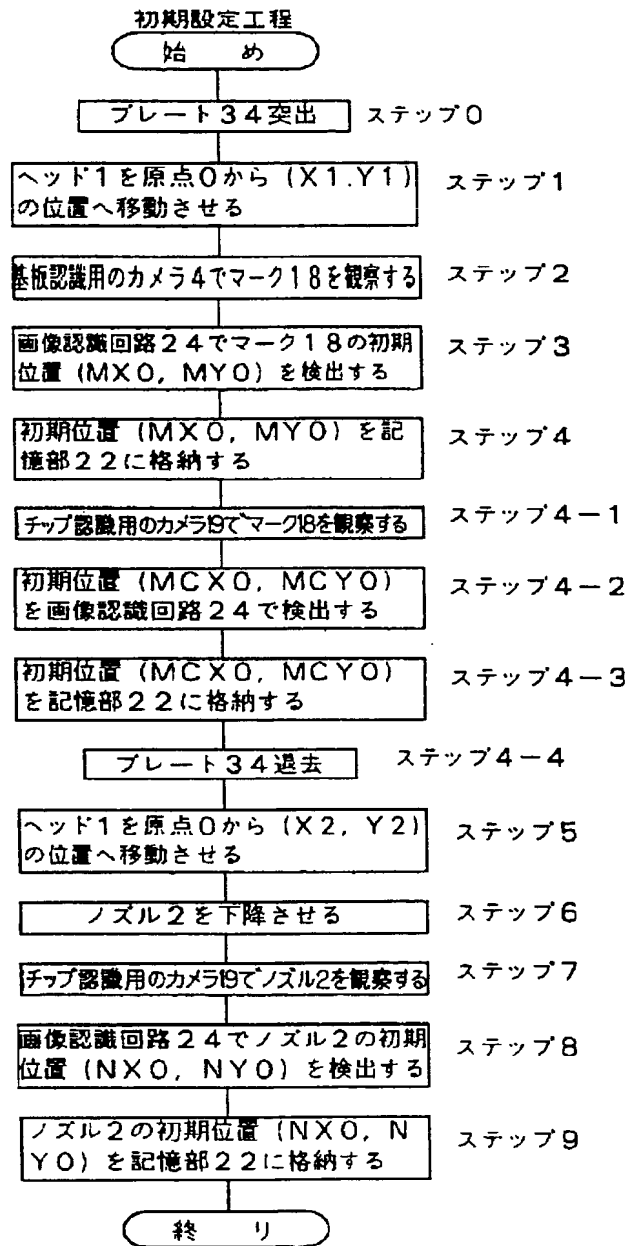 初期設定工程
始 め
プレート34突出 ステップ0
ヘッド1を原点0から(X1.Y1)
の位置へ移動させる
ステップ1
基板認識用のカメラ4でマーク18を観察する ステップ2
画像認識回路24でマーク18の初期
位置(MX0,MY0)を検出する
ステップ3
初期位置(MX0,MY0)を記
憶部22に格納する
ステップ4
チップ認識用のカメラ19でマーク18を観察する ステップ4-1
初期位置(MCX0,MCY0)
を画像認識回路24で検出する
ステップ4-2
初期位置(MCX0,MCY0)
を記憶部22に格納する
ステップ4-3
プレート34退去 ステップ4-4
ヘッド1を原点0から(X2,Y2)
の位置へ移動させる
ステップ5
ノズル2を下降させる ステップ6
チップ認識用のカメラ19でノズル2を観察する ステップ7
画像認識回路24でノズル2の初期
位置(NX0,NY0)を検出する
ステップ8
ノズル2の初期位置(NX0,N
Y0)を記憶部22に格納する
ステップ9
終 り